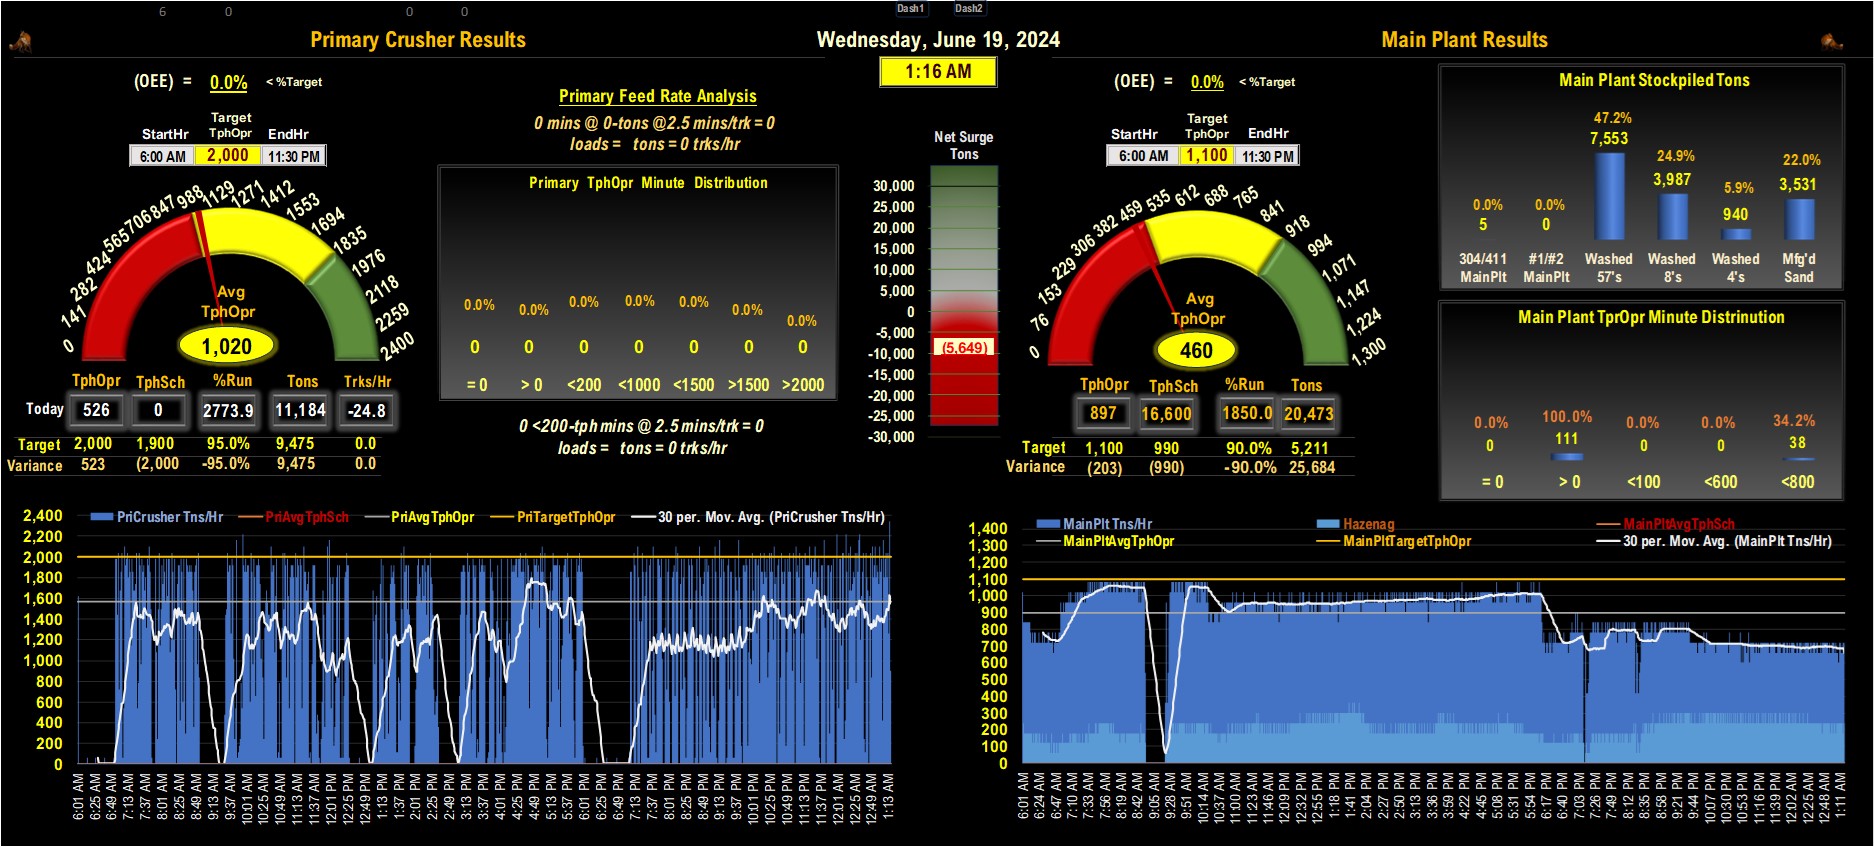 6 0 0 0 Dash1 Dash2
Primary Crusher Results
Wednesday, June 19, 2024
Main Plant Results
1:16 AM
(OEE) = 0.0% < %Target
Target
StartHr TphOpr EndHr
6:00 AM 2,000 11:30 PM
0 141 282 424 565 706 847 988 1129 1271 1412 1553 1694 1835 1976 2118 2259 2400
Avg
TphOpr
1,020
TphOpr TphSch %Run Tons Trks/Hr
Today 526 0 2773.9 11,184 -24.8
Target 2,000 1,900 95.0% 9,475 0.0
Variance 523 (2,000 -95.0% 9,475 0.0
Primary Feed Rate Analysis
0 mins @ 0-tons @2.5 mins/trk = 0
loads = tons = 0 trks/hr
Primary TphOpr Minute Distribution
0.0% 0.0% 0.0% 0.0% 0.0% 0.0% 0.0%
0 0 0 0 0 0 0
= 0 > 0 <200 <1000 <1500 >1500 >2000
0 <200-tph mins @ 2.5 mins/trk = 0
loads = tons = 0 trks/hr
Net Surge
Tons
30,000
25,000
20,000
15,000
10,000
5,000
0
-5,000
(5,649)
-10,000
-15,000
-20,000
-25,000
-30,000
(OEE) = 0.0% < %Target
Target
StartHr TphOpr EndHr
6:00 AM 1,100 11:30 PM
0 76 153 229 306 382 459 535 612 688 765 841 918 994 1,071 1,147 1,224 1,300
Avg
TphOpr
460
TphOpr TphSch %Run Tons
897 16,600 1850.0 20,473
Target 1,100 990 90.0% 5,211
Variance (203) (990) -90.0% 25,684
Main Plant Stockpiled Tons
0.0% 0.0% 47.2% 24.9% 5.9% 22.0%
5 0 7,553 3,987 940 3,531
304/411 #1/#2 Washed Washed Washed Mfg'd
MainPlt MainPlt 57's 8's 4's Sand
Main Plant TprOpr Minute Distrinution
0.0% 100.0% 0.0% 0.0% 34.2%
0 111 0 0 38
= 0 > 0 <100 <600 <800
PriCrusher Tns/Hr PriAvgTphSch PriAvgTphOpr PriTargetTphOpr 30 per. Mov. Avg. (PriCrusher Tns/Hr)
2,400
2,200
2,000
1,800
1,600
1,400
1,200
1,000
800
600
400
200
0
6:01 AM 6:25 AM 6:49 AM 7:13 AM 7:37 AM 8:01 AM 8:25 AM 8:49 AM 9:13 AM 9:37 AM 10:01 AM 10:25 AM 10:49 AM 11:13 AM 11:37 AM 12:01 PM 12:25 PM 12:49 PM 1:13 PM 1:37 PM 2:01 PM 2:25 PM 2:49 PM 3:13 PM 3:37 PM 4:01 PM 4:25 PM 4:49 PM 5:13 PM 5:37 PM 6:01 PM 6:25 PM 6:49 PM 7:13 PM 7:37 PM 8:01 PM 8:25 PM 8:49 PM 9:13 PM 9:37 PM 10:01 PM 10:25 PM 10:49 PM 11:13 PM 11:37 PM 12:01 AM 12:25 AM 12:49 AM 1:13 AM
MainPlt Tns/Hr Hazenag MainPltAvgTphSch
MainPltAvgTphOpr MainPltTargetTphOpr 30 per. Mov. Avg. (MainPlt Tns/Hr)
1,400
1,300
1,200
1,100
1,000
900
800
700
600
500
400
300
200
100
0
6:01 AM 6:24 AM 6:47 AM 7:10 AM 7:33 AM 7:56 AM 8:19 AM 8:42 AM 9:05 AM 9:28 AM 9:51 AM 10:14 AM 10:37 AM 11:00 AM 11:23 AM 11:46 AM 12:09 PM 12:32 PM 12:55 PM 1:18 PM 1:41 PM 2:04 PM 2:27 PM 2:50 PM 3:13 PM 3:36 PM 3:59 PM 4:22 PM 4:45 PM 5:08 PM 5:31 PM 5:54 PM 6:17 PM 6:40 PM 7:03 PM 7:26 PM 7:49 PM 8:12 PM 8:35 PM 8:58 PM 9:21 PM 9:44 PM 10:07 PM 10:30 PM 10:53 PM 11:16 PM 11:39 PM 12:02 AM 12:25 AM 12:48 AM 1:11 AM